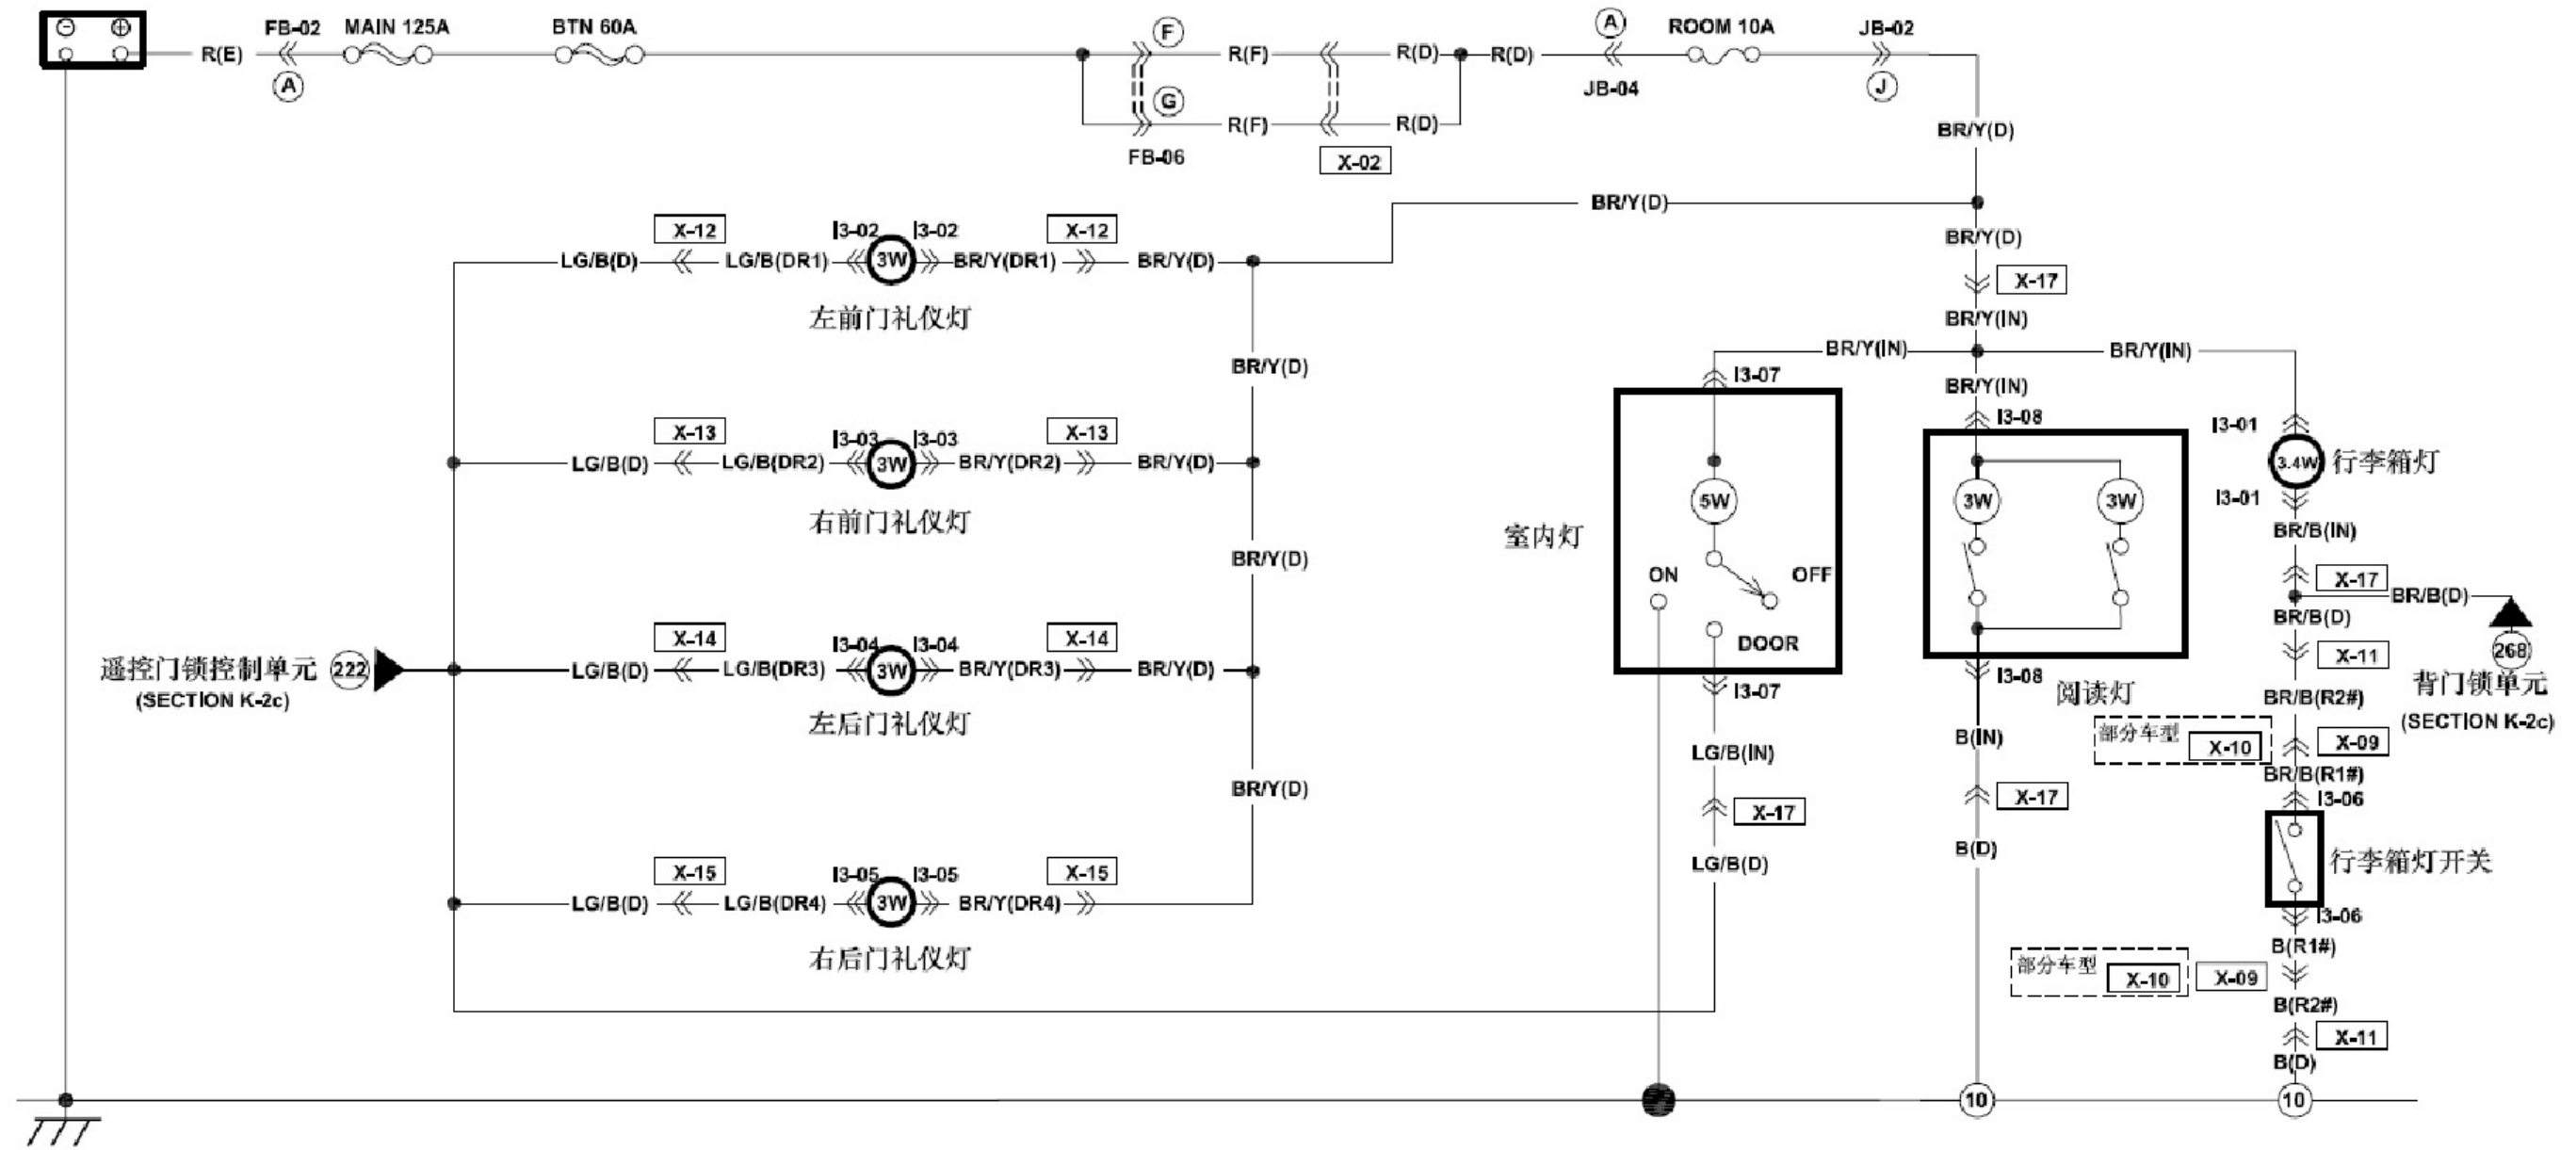 ⊖ ⊕
R(E)
FB-02
A
MAIN 125A
BTN 60A
F
G
FB-06
R(F)
R(F)
X-02
R(D)
R(D)
R(D)
A
JB-04
ROOM 10A
JB-02
J
BR/Y(D)
BR/Y(D)
BR/Y(D)
X-17
BR/Y(IN)
BR/Y(IN)
BR/Y(IN)
BR/Y(IN)
X-12 I3-02 I3-02 X-12
LG/B(D) LG/B(DR1) 3W BR/Y(DR1) BR/Y(D)
左前门礼仪灯
BR/Y(D)
X-13 I3-03 I3-03 X-13
LG/B(D) LG/B(DR2) 3W BR/Y(DR2) BR/Y(D)
右前门礼仪灯
BR/Y(D)
X-14 I3-04 I3-04 X-14
遥控门锁控制单元 222
(SECTION K-2c)
LG/B(D) LG/B(DR3) 3W BR/Y(DR3) BR/Y(D)
左后门礼仪灯
BR/Y(D)
X-15 I3-05 I3-05 X-15
LG/B(D) LG/B(DR4) 3W BR/Y(DR4)
右后门礼仪灯
I3-07
5W
室内灯
ON
OFF
DOOR
I3-07
LG/B(IN)
X-17
LG/B(D)
I3-08
3W 3W
I3-08
阅读灯
B(IN)
X-17
B(D)
10
I3-01
3.4W 行李箱灯
I3-01
BR/B(IN)
X-17
BR/B(D)
BR/B(D)
268
背门锁单元
(SECTION K-2c)
X-11
BR/B(R2#)
部分车型 X-10
X-09
BR/B(R1#)
I3-06
行李箱灯开关
I3-06
B(R1#)
部分车型 X-10 X-09
B(R2#)
X-11
B(D)
10